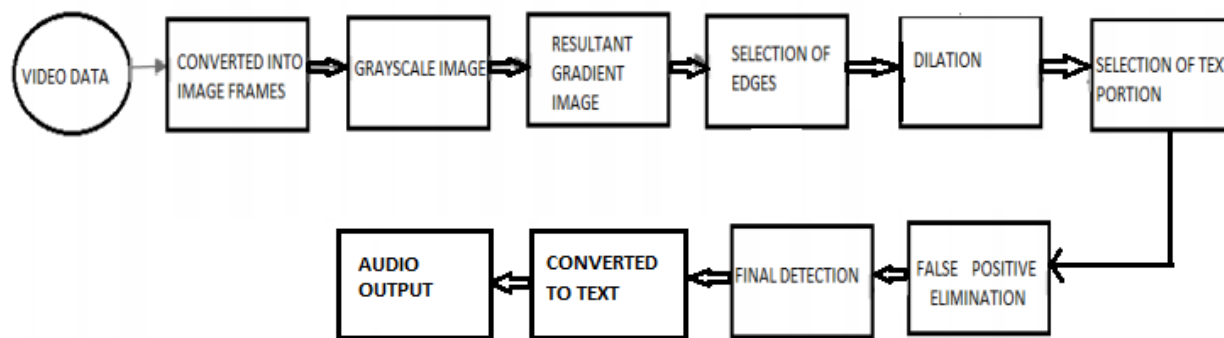 VIDEO DATA
CONVERTED INTO
IMAGE FRAMES
GRAYSCALE IMAGE
RESULTANT
GRADIENT
IMAGE
SELECTION OF
EDGES
DILATION
SELECTION OF TEX
PORTION
FALSE POSITIVE
ELIMINATION
FINAL DETECTION
CONVERTED
TO TEXT
AUDIO
OUTPUT